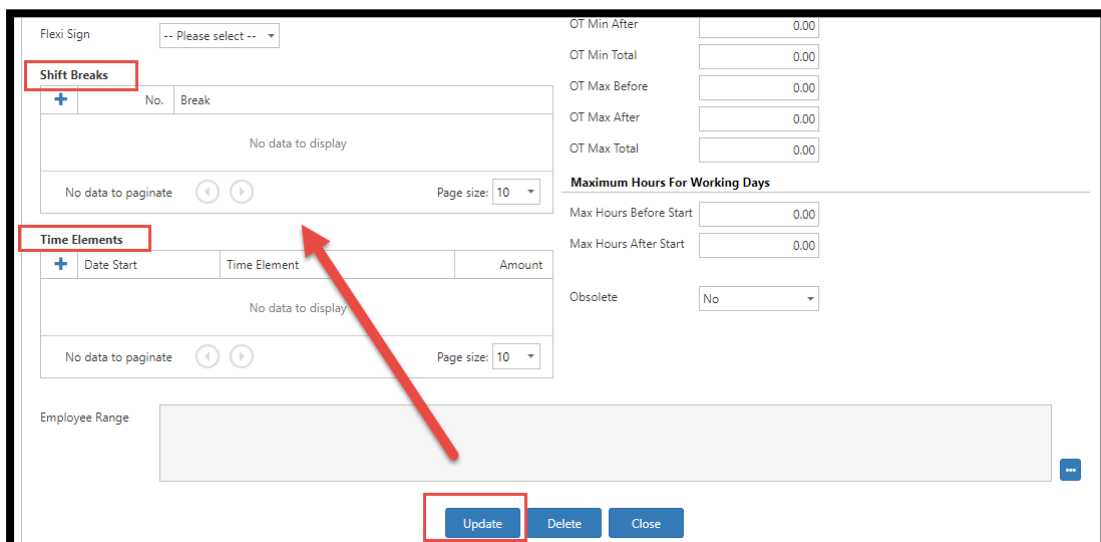 Flexi Sign
-- Please select --
Shift Breaks
No. Break
No data to display
No data to paginate
Page size: 10
Time Elements
Date Start Time Element Amount
No data to display
No data to paginate
Page size: 10
OT Min After 0.00
OT Min Total 0.00
OT Max Before 0.00
OT Max After 0.00
OT Max Total 0.00
Maximum Hours For Working Days
Max Hours Before Start 0.00
Max Hours After Start 0.00
Obsolete No
Employee Range
Update Delete Close